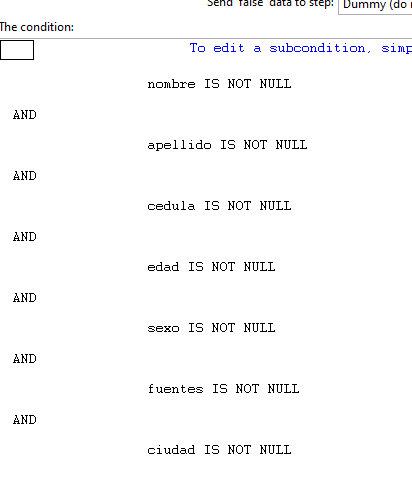 Send 'false' data to step: Dummy (do n
The condition:
To edit a subcondition, simp
nombre IS NOT NULL
AND
apellido IS NOT NULL
AND
cedula IS NOT NULL
AND
edad IS NOT NULL
AND
sexo IS NOT NULL
AND
fuentes IS NOT NULL
AND
ciudad IS NOT NULL